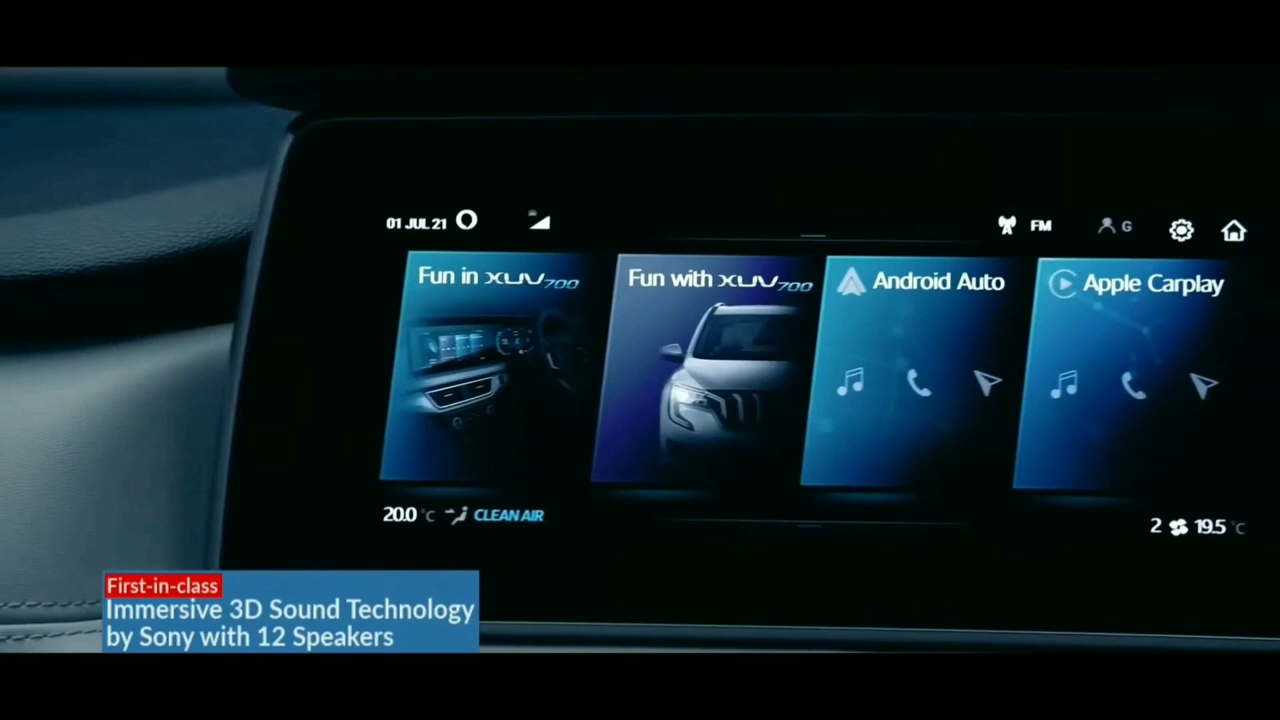 01 JUL 21
FM
G
Fun in XUV700
Fun with XUV700
Android Auto
Apple Carplay
20.0 °C
CLEAN AIR
2
19.5 °C
First-in-class
Immersive 3D Sound Technology
by Sony with 12 Speakers